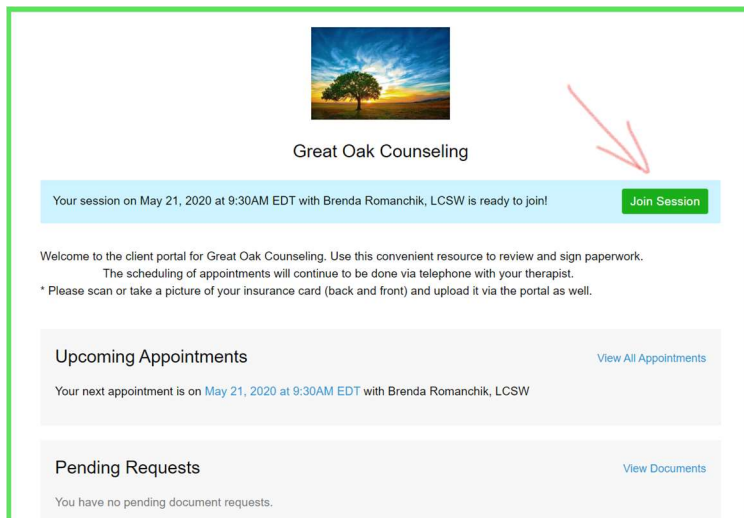 Great Oak Counseling
Your session on May 21, 2020 at 9:30AM EDT with Brenda Romanchik, LCSW is ready to join!
Join Session
Welcome to the client portal for Great Oak Counseling. Use this convenient resource to review and sign paperwork.
The scheduling of appointments will continue to be done via telephone with your therapist.
* Please scan or take a picture of your insurance card (back and front) and upload it via the portal as well.
Upcoming Appointments
View All Appointments
Your next appointment is on May 21, 2020 at 9:30AM EDT with Brenda Romanchik, LCSW
Pending Requests
View Documents
You have no pending document requests.